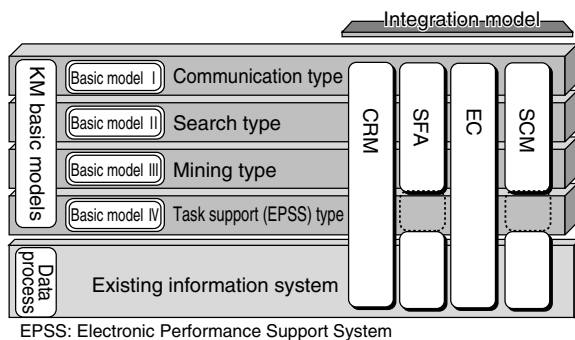 Integration model
KM basic models
Basic model I Communication type
Basic model II Search type
Basic model III Mining type
Basic model IV Task support (EPSS) type
CRM
SFA
EC
SCM
Data process
Existing information system
EPSS: Electronic Performance Support System